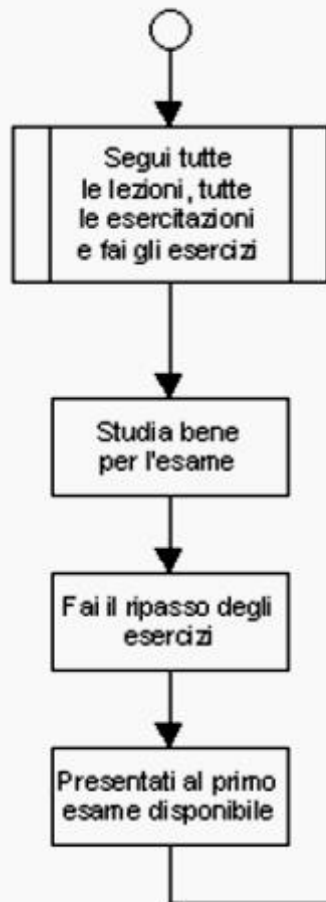 Segui tutte
le lezioni, tutte
le esercitazioni
e fai gli esercizi
Studia bene
per l'esame
Fai il ripasso degli
esercizi
Presentati al primo
esame disponibile